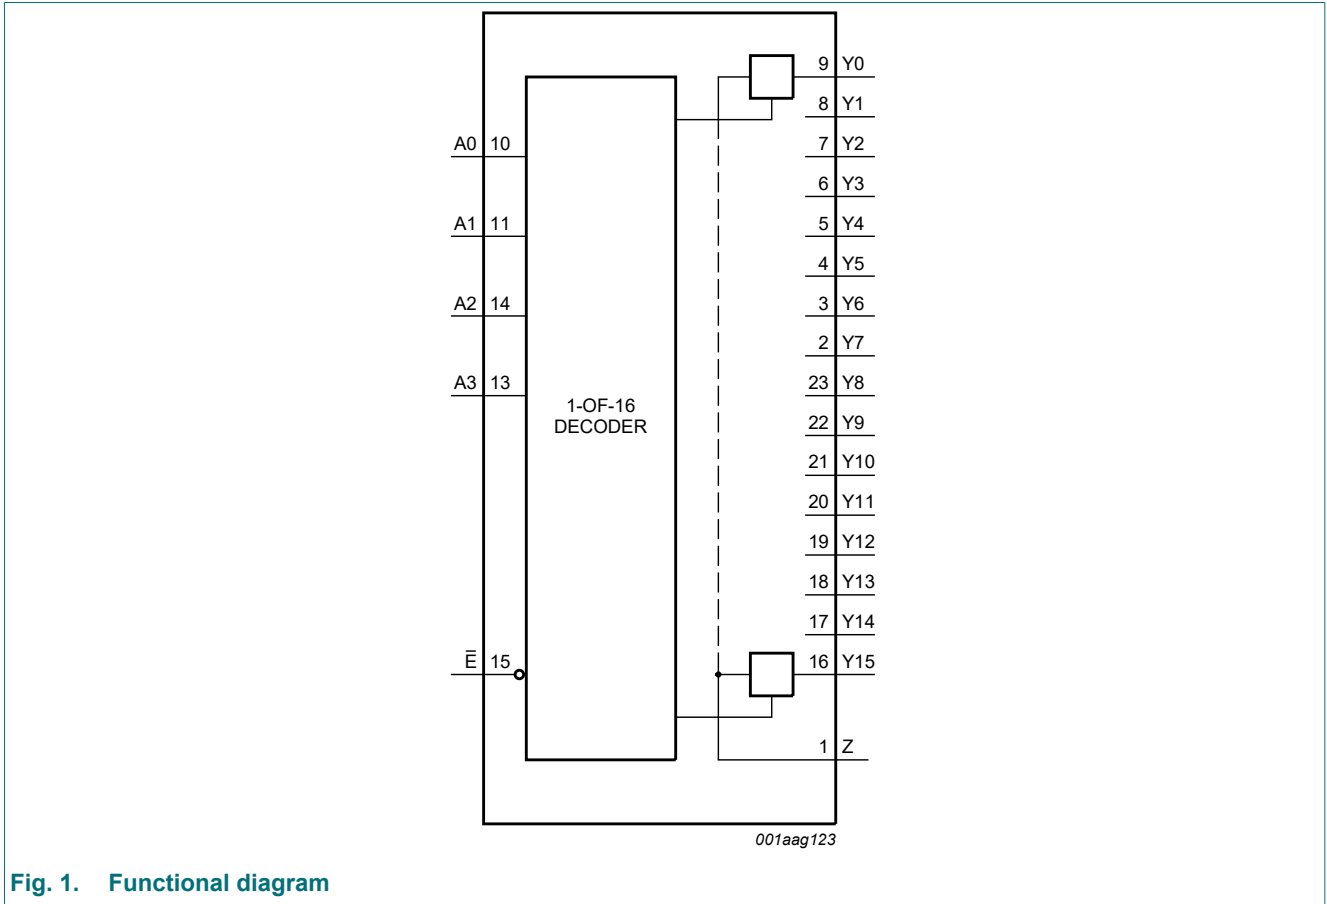 9 Y0
8 Y1
A0 10
7 Y2
6 Y3
A1 11
5 Y4
4 Y5
A2 14
3 Y6
2 Y7
A3 13
23 Y8
1-OF-16
DECODER
22 Y9
21 Y10
20 Y11
19 Y12
18 Y13
17 Y14
E̅ 15
16 Y15
1 Z
001aag123
Fig. 1. Functional diagram